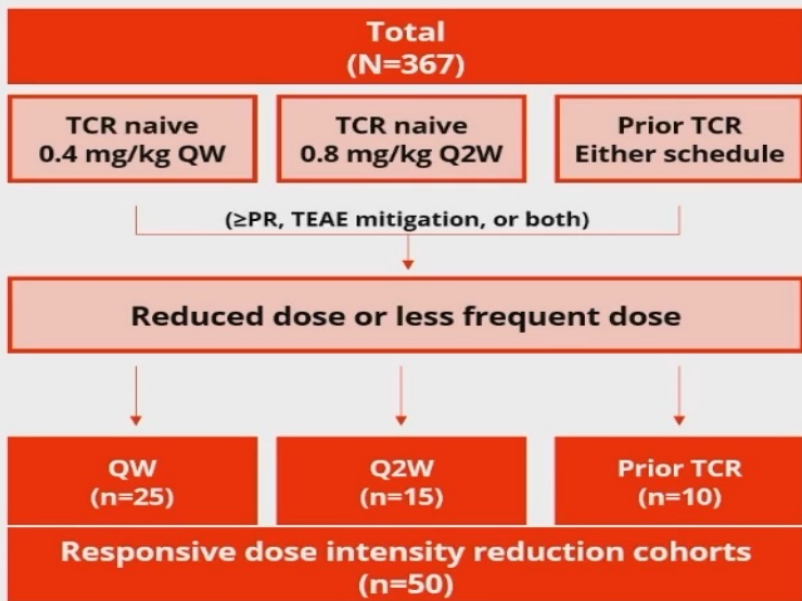 Total
(N=367)
TCR naive
0.4 mg/kg QW
TCR naive
0.8 mg/kg Q2W
Prior TCR
Either schedule
(≥PR, TEAE mitigation, or both)
Reduced dose or less frequent dose
QW
(n=25)
Q2W
(n=15)
Prior TCR
(n=10)
Responsive dose intensity reduction cohorts
(n=50)